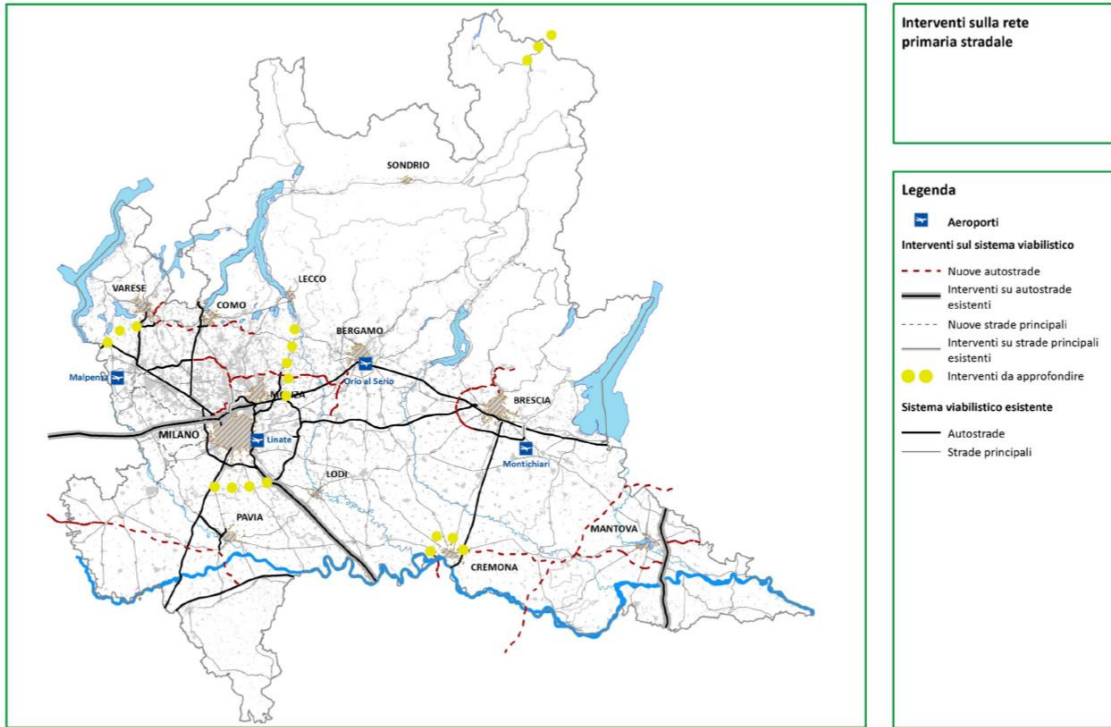 SONDRIO
LECCO
VARESE
COMO
BERGAMO
Malpensa
Orio al Serio
MONZA
BRESCIA
MILANO
Linate
Montichiari
LODI
PAVIA
MANTOVA
CREMONA
Interventi sulla rete
primaria stradale
Legenda
Aeroporti
Interventi sul sistema viabilistico
Nuove autostrade
Interventi su autostrade
esistenti
Nuove strade principali
Interventi su strade principali
esistenti
Interventi da approfondire
Sistema viabilistico esistente
Autostrade
Strade principali